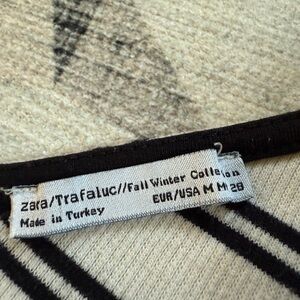 zara/Trafaluc//Fall Winter Collection
Made in Turkey EUR/USA M MEX 28